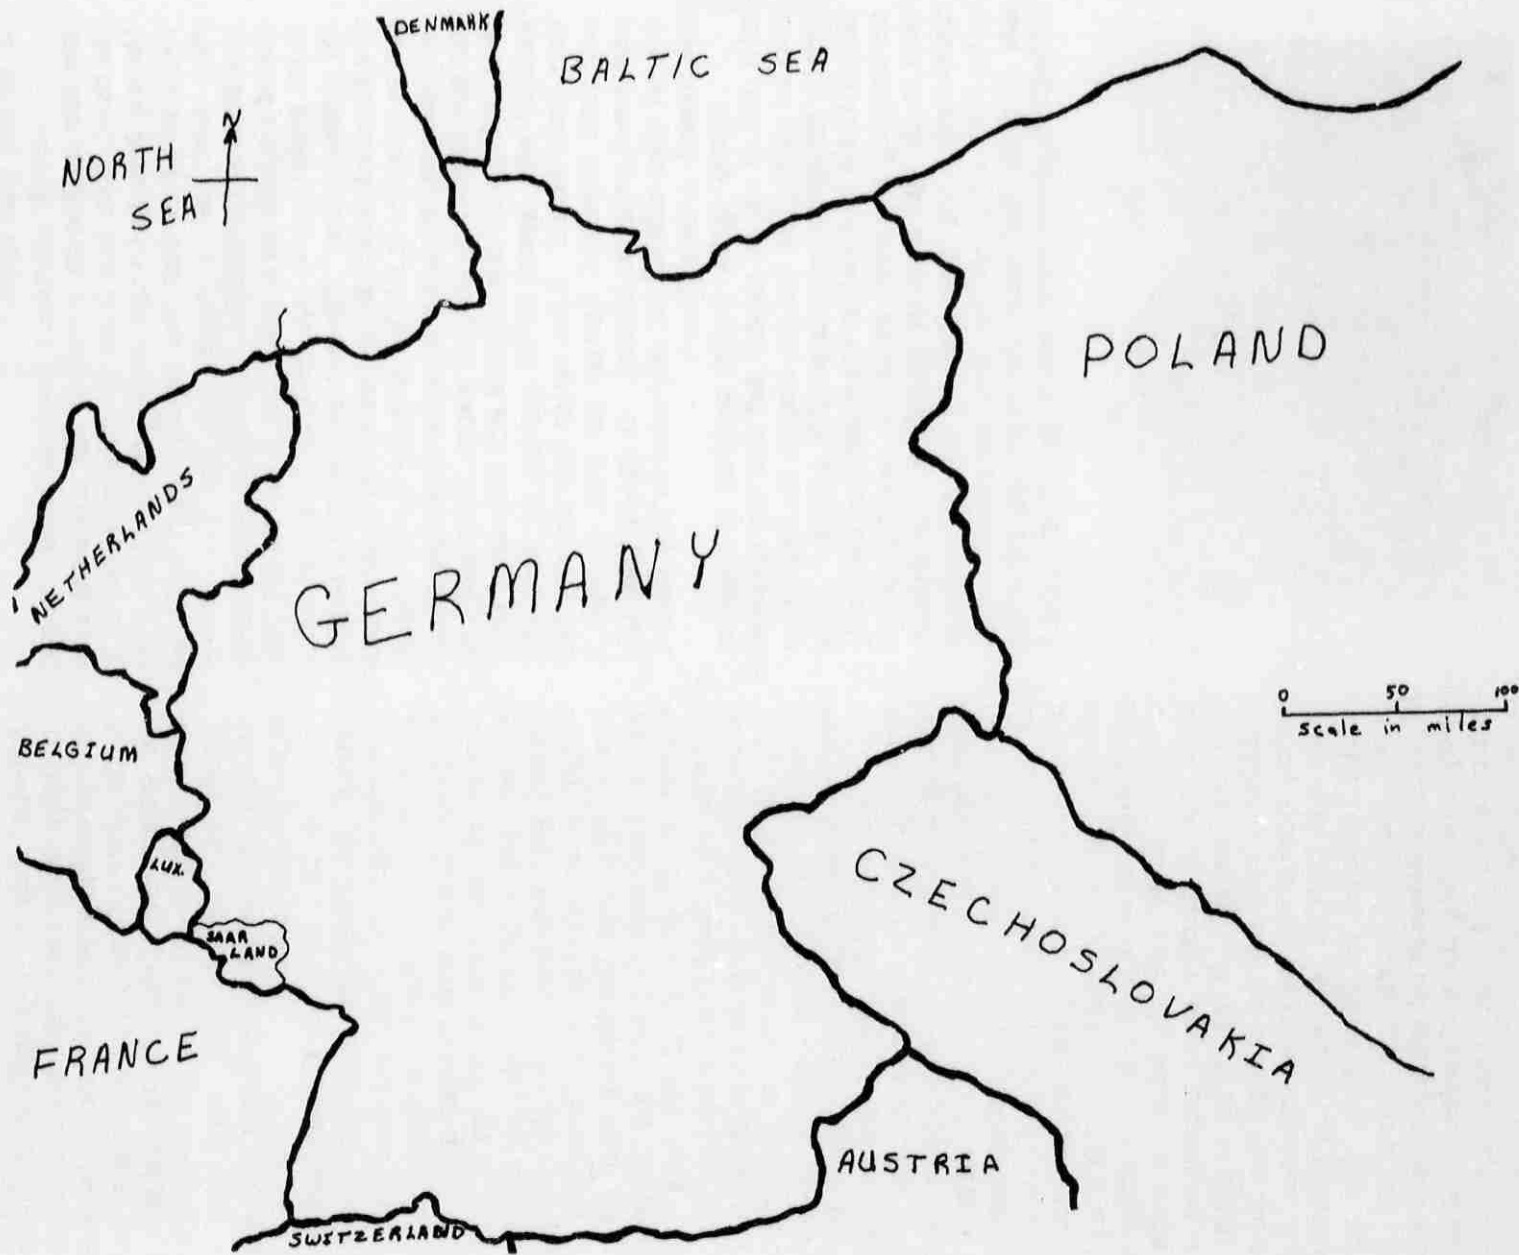 DENMARK
BALTIC SEA
N
NORTH
SEA
POLAND
NETHERLANDS
GERMANY
0 50 100
scale in miles
BELGIUM
LUX.
SAAR
LAND
CZECHOSLOVAKIA
FRANCE
AUSTRIA
SWITZERLAND